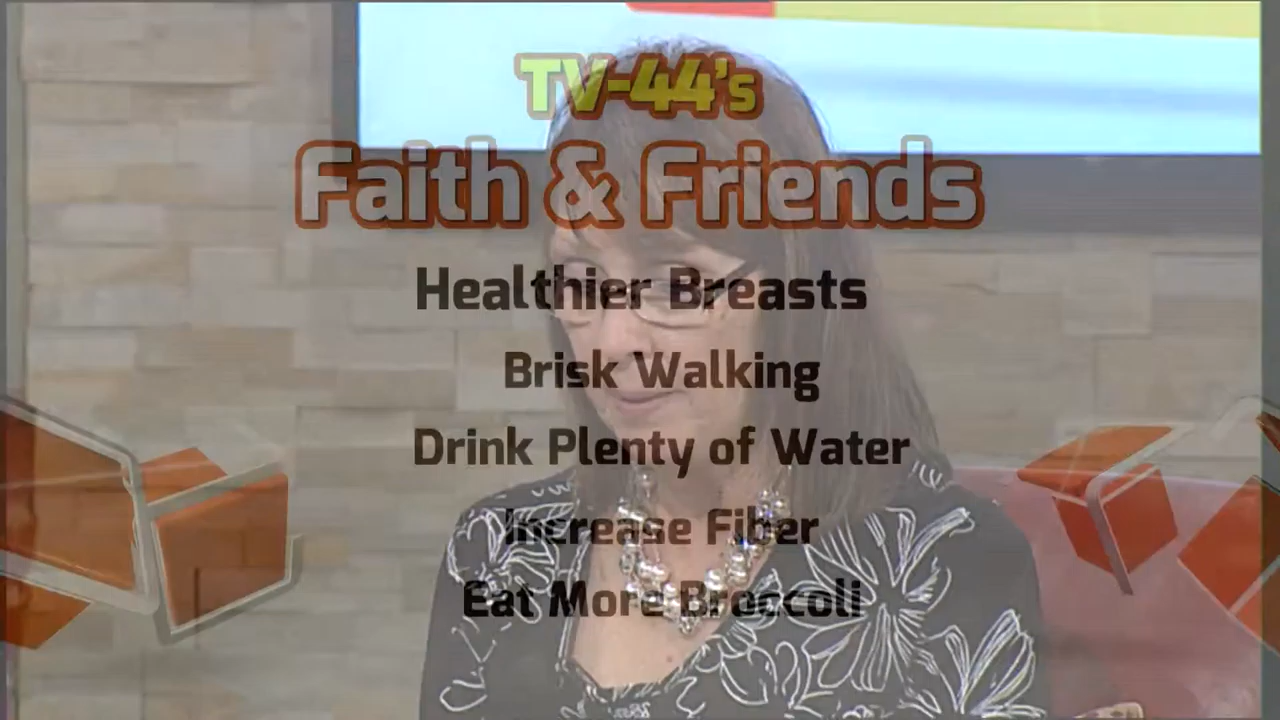 TV-44's
Faith & Friends
Healthier Breasts
Brisk Walking
Drink Plenty of Water
Increase Fiber
Eat More Broccoli